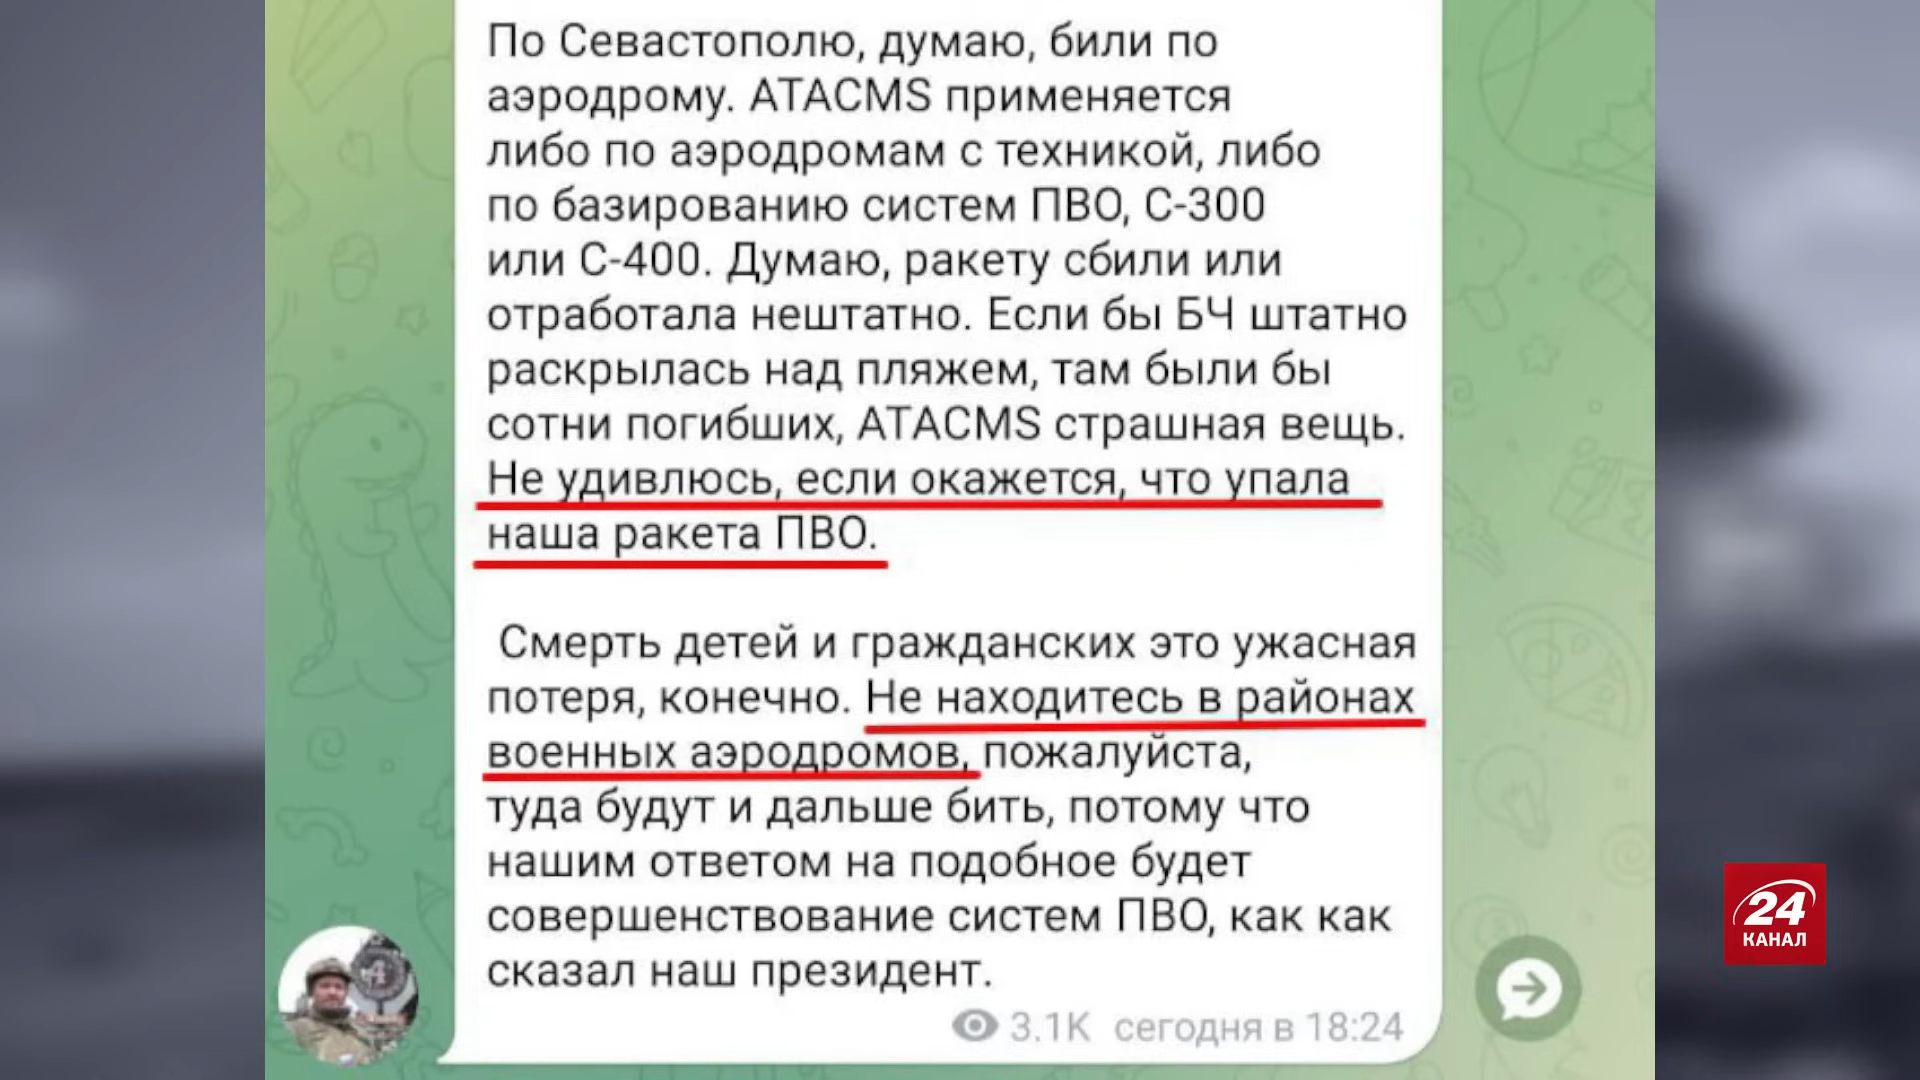 По Севастополю, думаю, били по
аэродрому. ATACMS применяется
либо по аэродромам с техникой, либо
по базированию систем ПВО, С-300
или С-400. Думаю, ракету сбили или
отработала нештатно. Если бы БЧ штатно
раскрылась над пляжем, там были бы
сотни погибших, ATACMS страшная вещь.
Не удивлюсь, если окажется, что упала
наша ракета ПВО.
Смерть детей и гражданских это ужасная
потеря, конечно. Не находитесь в районах
военных аэродромов, пожалуйста,
туда будут и дальше бить, потому что
нашим ответом на подобное будет
совершенствование систем ПВО, как как
сказал наш президент.
3.1K сегодня в 18:24
24
КАНАЛ